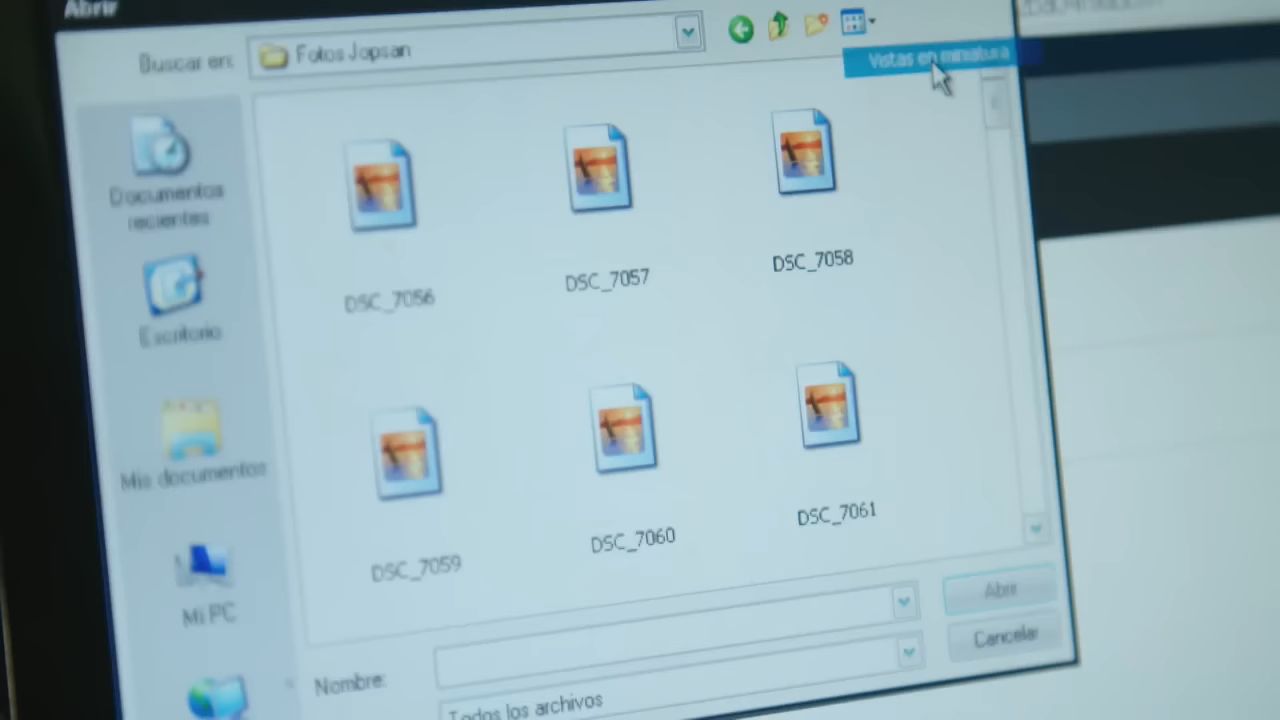 Abrir
Buscar en:
Fotos Jopsan
Vistas en miniatura
Documentos
recientes
Escritorio
Mis documentos
Mi PC
DSC_7056
DSC_7057
DSC_7058
DSC_7059
DSC_7060
DSC_7061
Nombre:
Todos los archivos
Abrir
Cancelar